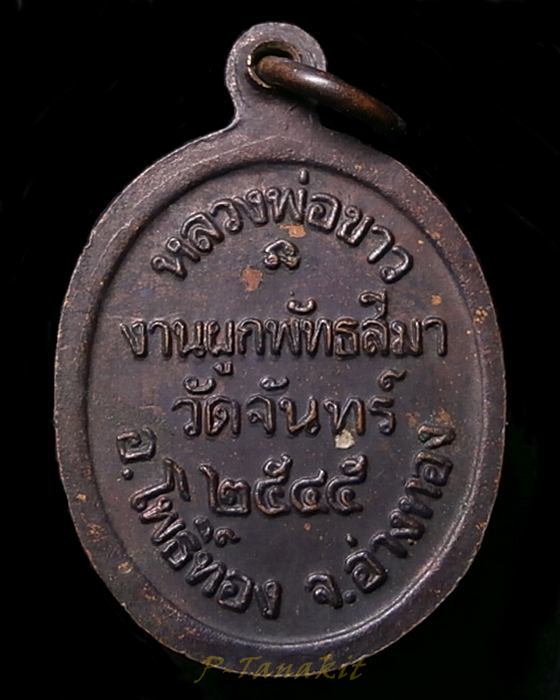 หลวงพ่อขาว
งานผูกพัทธสีมา
วัดจันทร์
๒๕๔๕
อ.โพธิ์ทอง จ.อ่างทอง
P-Tanakit